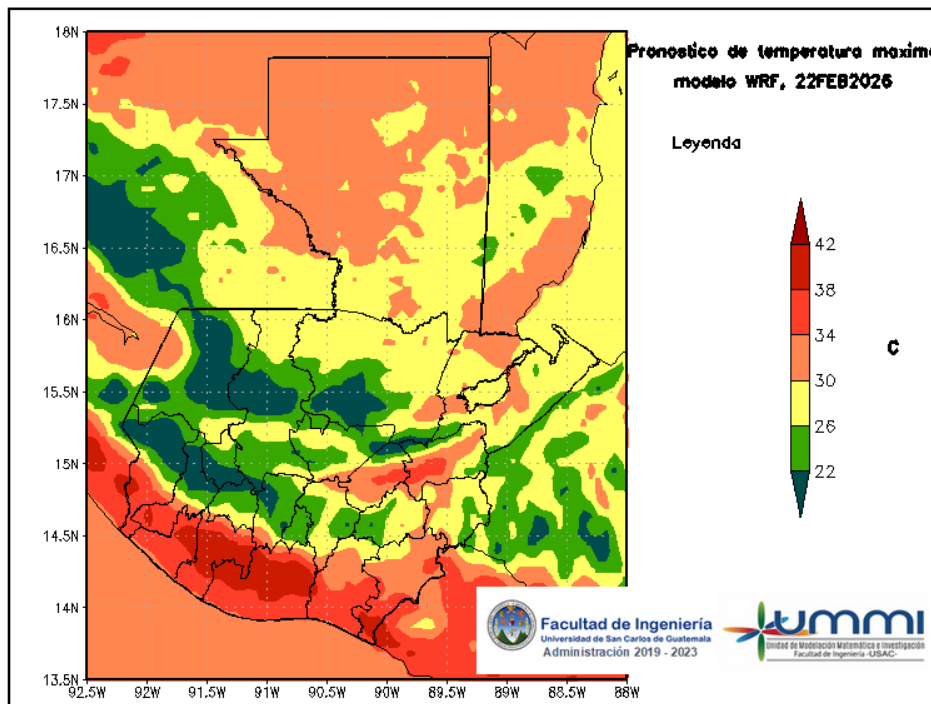 Pronostico de temperatura maxima
modelo WRF, 22FEB2026
Leyenda
42
38
34
30
26
22
C
18N
17.5N
17N
16.5N
16N
15.5N
15N
14.5N
14N
13.5N
92.5W
92W
91.5W
91W
90.5W
90W
89.5W
89W
88.5W
88W
Facultad de Ingeniería
Universidad de San Carlos de Guatemala
Administración 2019 - 2023
ummi
Unidad de Modelación Matemática e Investigación
Facultad de Ingeniería -USAC-